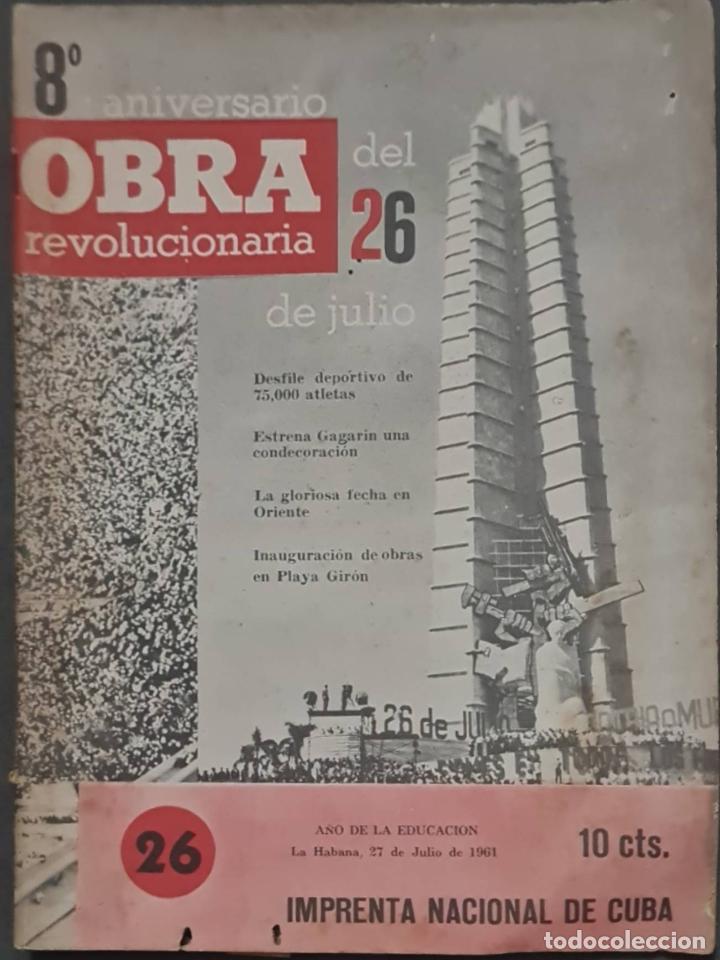 8º
aniversario
OBRA
revolucionaria
del
26
de julio
Desfile deportivo de
75,000 atletas
Estrena Gagarin una
condecoración
La gloriosa fecha en
Oriente
Inauguración de obras
en Playa Girón
26 de JULIO
26
AÑO DE LA EDUCACION
La Habana, 27 de Julio de 1961
10 cts.
IMPRENTA NACIONAL DE CUBA
todocoleccion